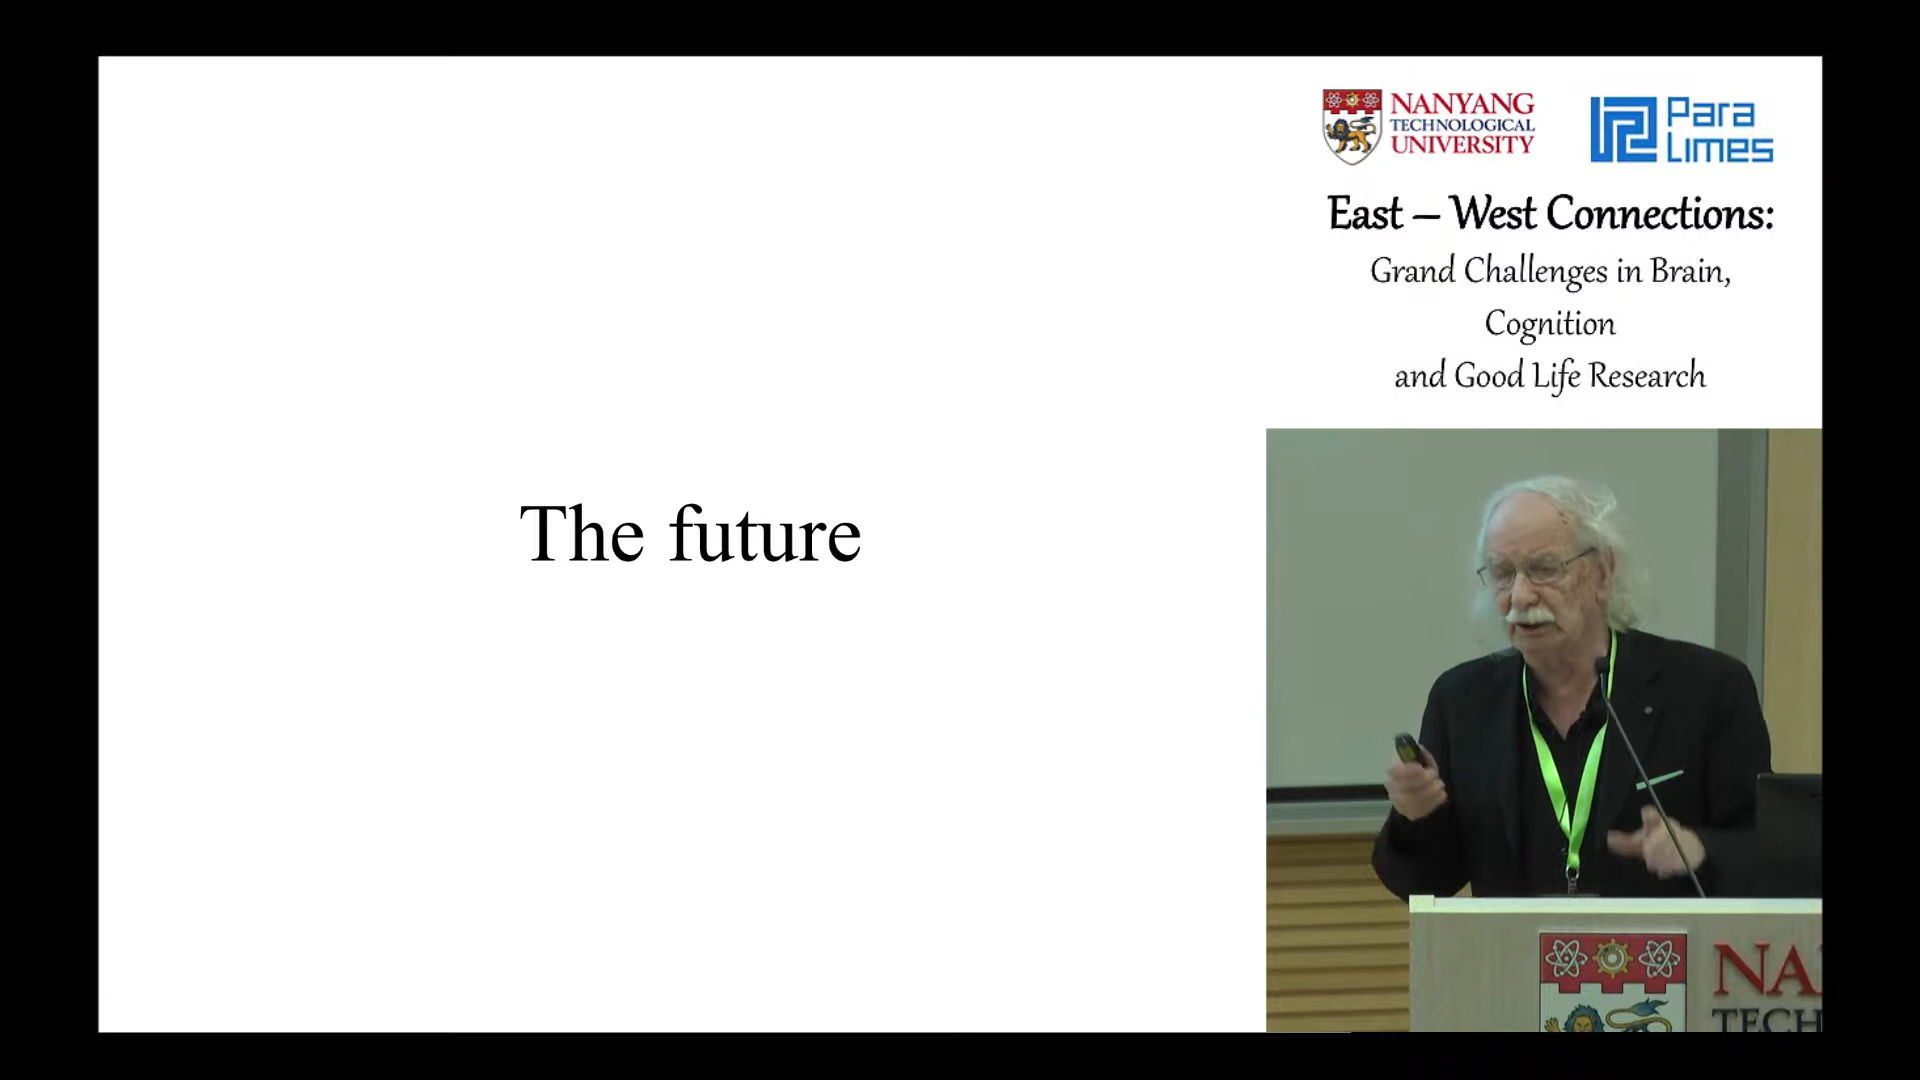 The future
NANYANG
TECHNOLOGICAL
UNIVERSITY
Para
Limes
East – West Connections:
Grand Challenges in Brain,
Cognition
and Good Life Research
NA
TECH